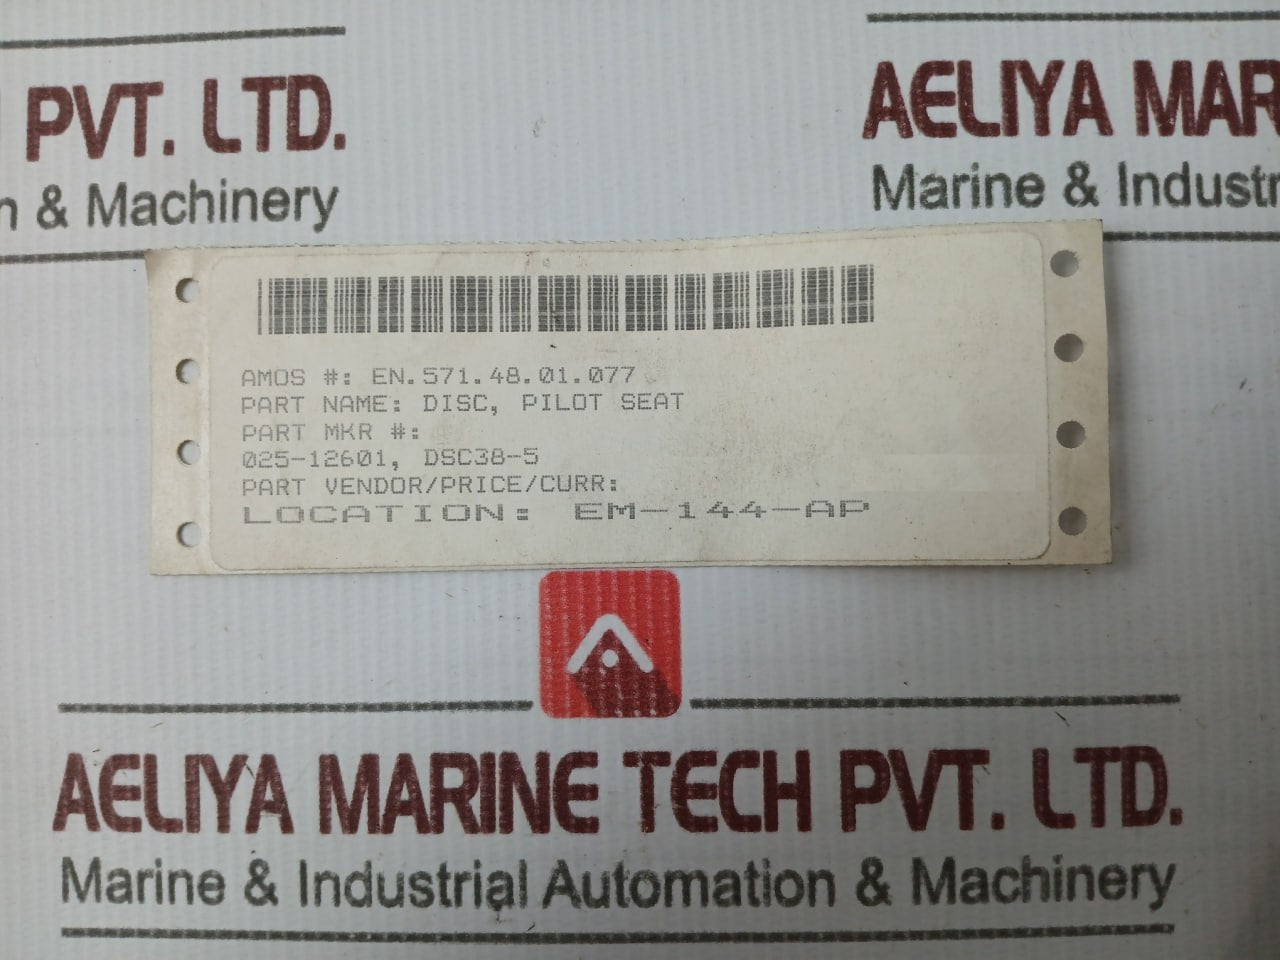 PVT. LTD.
& Machinery
AELIYA MAR
Marine & Industr
AMOS #: EN.571.48.01.077
PART NAME: DISC, PILOT SEAT
PART MKR #:
025-12601, DSC38-5
PART VENDOR/PRICE/CURR:
LOCATION: EM-144-AP
AELIYA MARINE TECH PVT. LTD.
Marine & Industrial Automation & Machinery